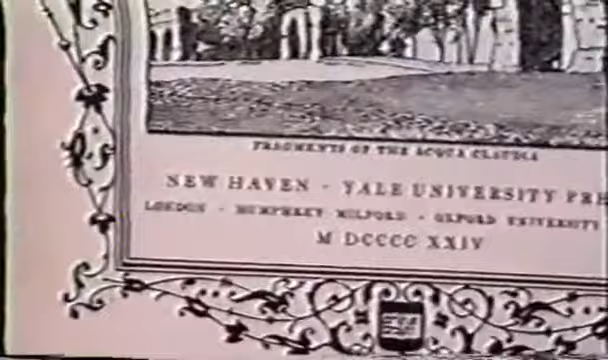 FRAGMENTS OF THE ACQUA CLAUDIA
NEW HAVEN · YALE UNIVERSITY PRE
LONDON · HUMPHREY MILFORD · OXFORD UNIVERSITY
M DCCCC XXIV